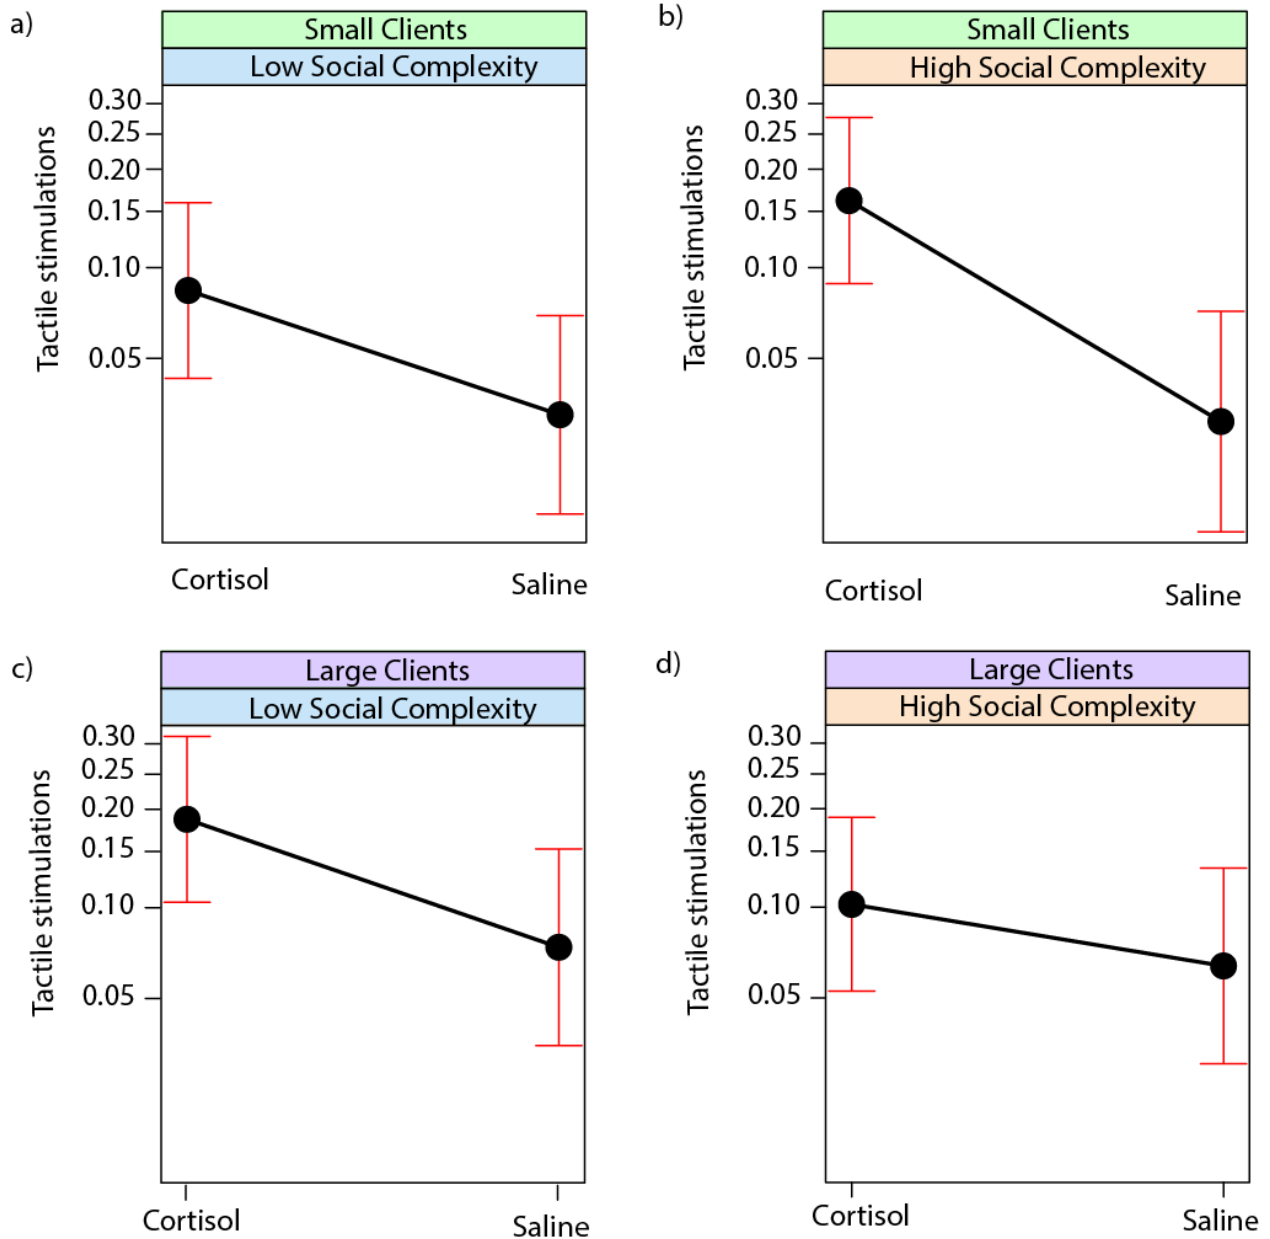 a)
Small Clients
Low Social Complexity
0.30
0.25
0.20
0.15
0.10
0.05
Tactile stimulations
Cortisol
Saline
b)
Small Clients
High Social Complexity
0.30
0.25
0.20
0.15
0.10
0.05
Tactile stimulations
Cortisol
Saline
c)
Large Clients
Low Social Complexity
0.30
0.25
0.20
0.15
0.10
0.05
Tactile stimulations
Cortisol
Saline
d)
Large Clients
High Social Complexity
0.30
0.25
0.20
0.15
0.10
0.05
Tactile stimulations
Cortisol
Saline